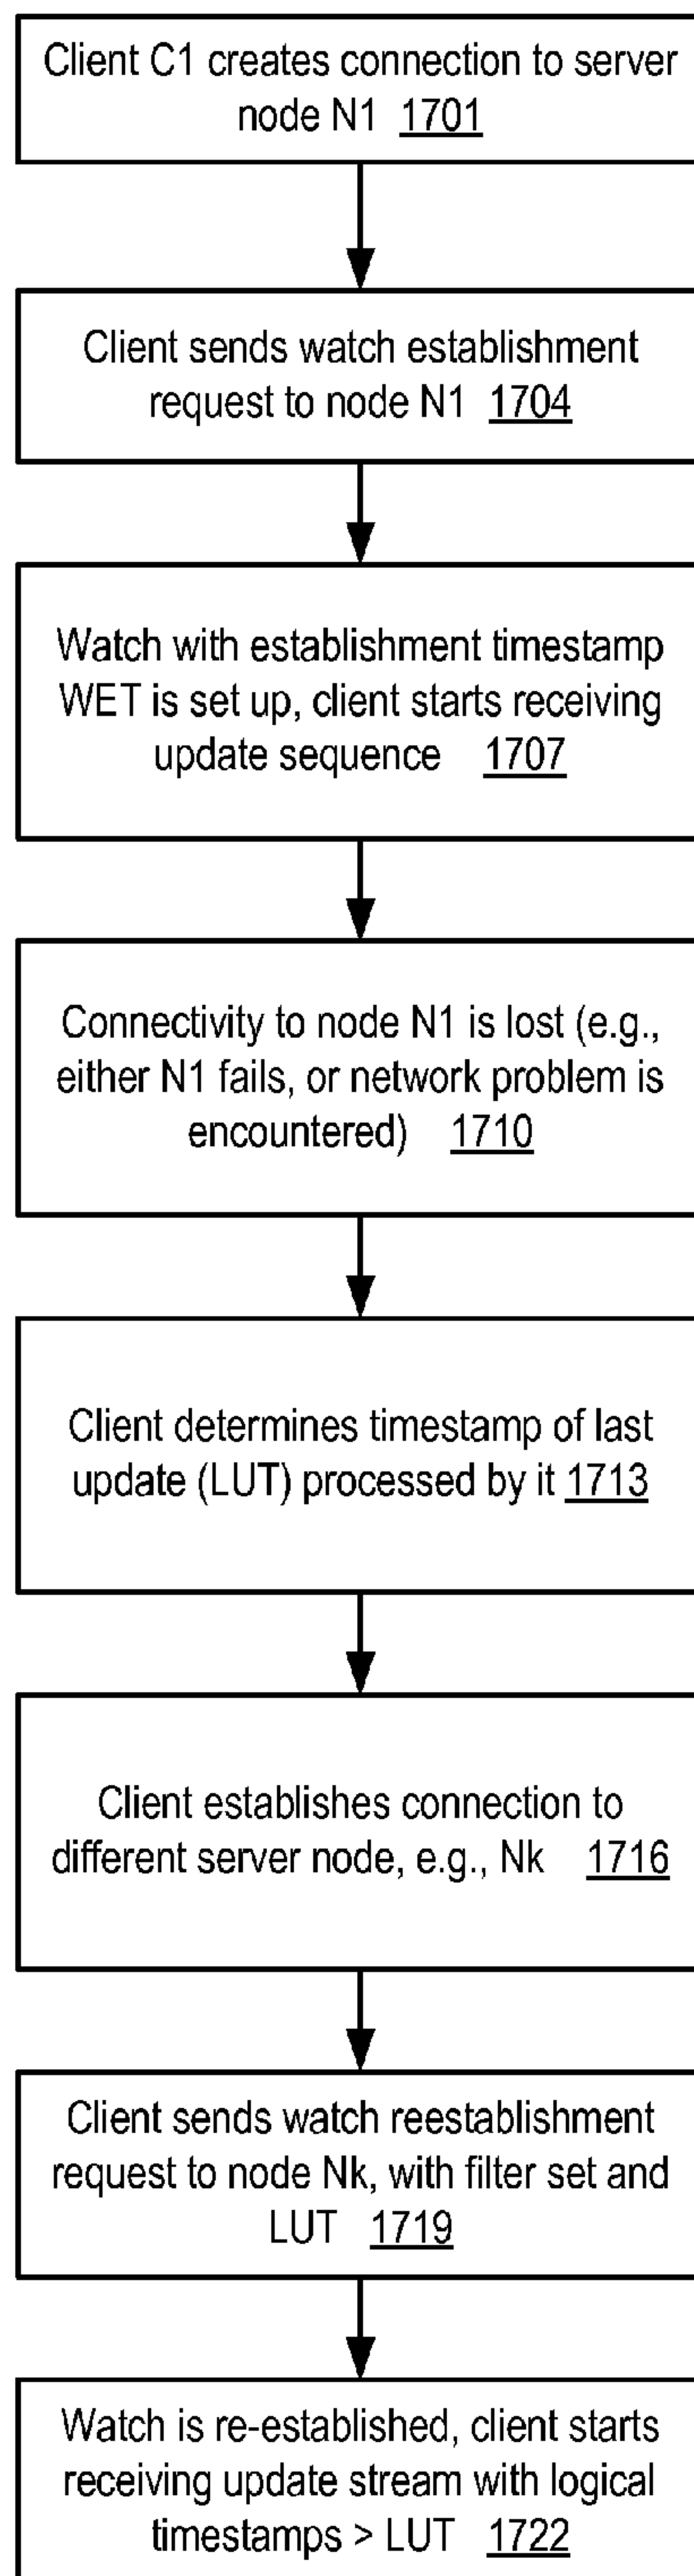 Client C1 creates connection to server
node N1 1701
Client sends watch establishment
request to node N1 1704
Watch with establishment timestamp
WET is set up, client starts receiving
update sequence 1707
Connectivity to node N1 is lost (e.g.,
either N1 fails, or network problem is
encountered) 1710
Client determines timestamp of last
update (LUT) processed by it 1713
Client establishes connection to
different server node, e.g., Nk 1716
Client sends watch reestablishment
request to node Nk, with filter set and
LUT 1719
Watch is re-established, client starts
receiving update stream with logical
timestamps > LUT 1722